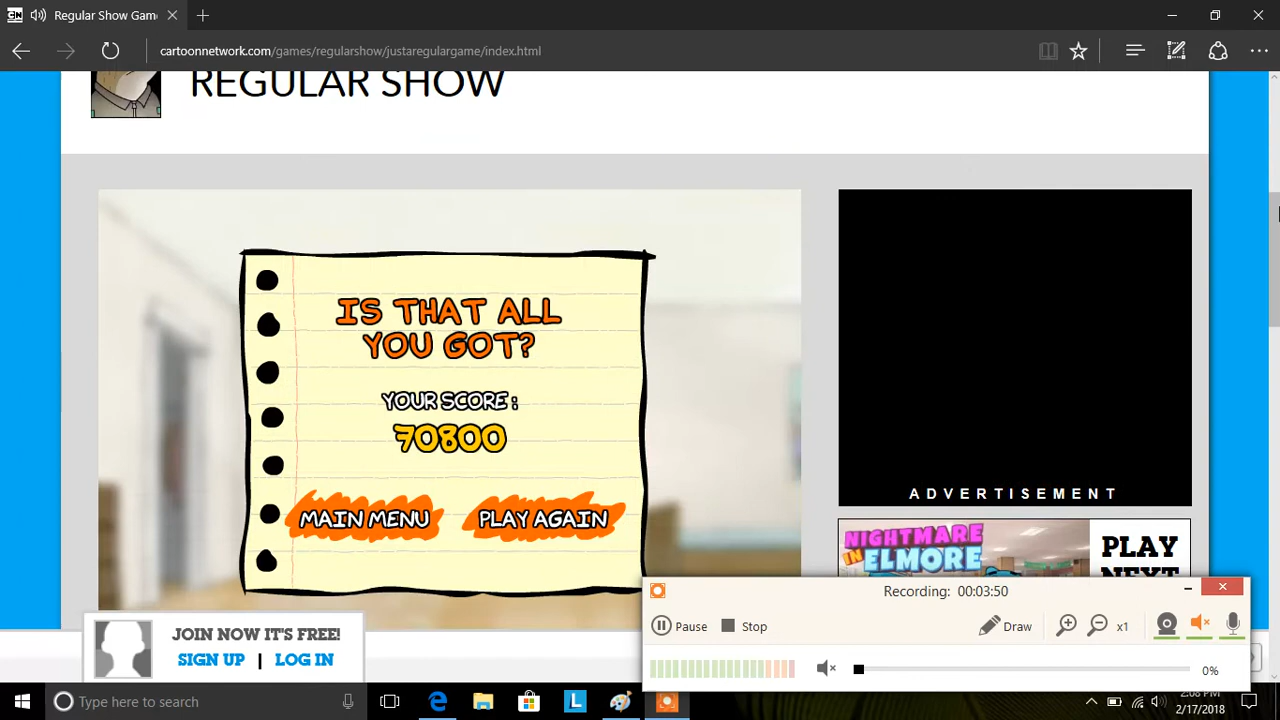 Regular Show Game
cartoonnetwork.com/games/regularshow/justaregulargame/index.html
REGULAR SHOW
IS THAT ALL
YOU GOT?
YOUR SCORE :
70800
MAIN MENU
PLAY AGAIN
ADVERTISEMENT
NIGHTMARE
IN ELMORE
PLAY
NEXT
Recording: 00:03:50
Pause
Stop
Draw
x1
0%
JOIN NOW IT'S FREE!
SIGN UP | LOG IN
Type here to search
L
2:08 PM
2/17/2018